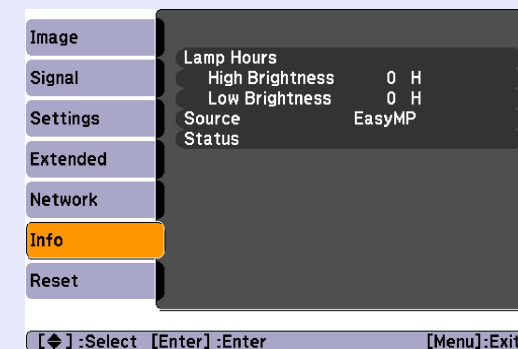 Image
Signal
Settings
Extended
Network
Info
Reset
Lamp Hours
High Brightness 0 H
Low Brightness 0 H
Source EasyMP
Status
[◆] :Select [Enter] :Enter [Menu]:Exit